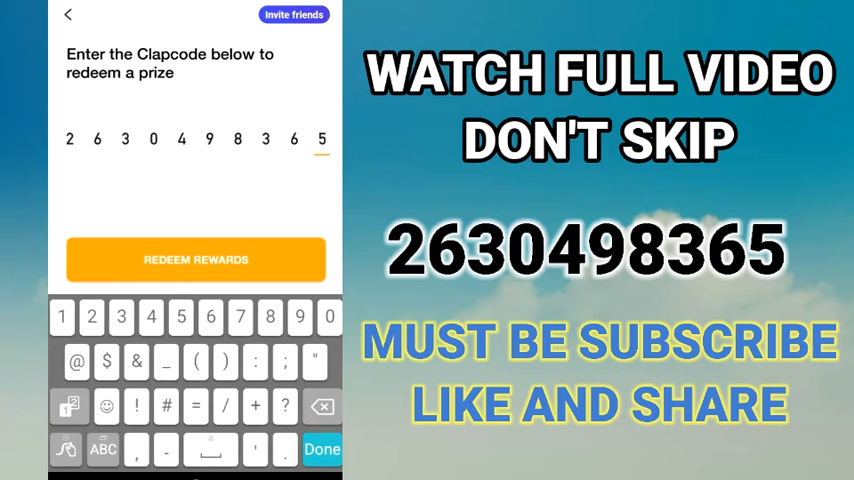 Invite friends
Enter the Clapcode below to
redeem a prize
2 6 3 0 4 9 8 3 6 5
REDEEM REWARDS
1 2 3 4 5 6 7 8 9 0
@ $ & _ ( ) : ; "
1 2 ! # = / + ?
ABC , - ' . Done
WATCH FULL VIDEO
DON'T SKIP
2630498365
MUST BE SUBSCRIBE
LIKE AND SHARE